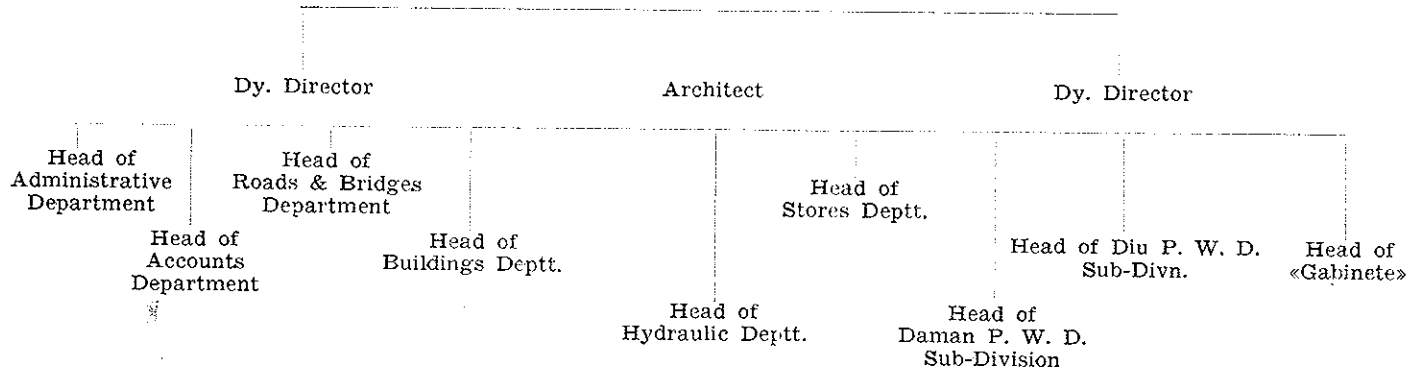 Dy. Director
Architect
Dy. Director
Head of
Administrative
Department
Head of
Accounts
Department
Head of
Roads & Bridges
Department
Head of
Buildings Deptt.
Head of
Hydraulic Deptt.
Head of
Stores Deptt.
Head of
Daman P. W. D.
Sub-Division
Head of Diu P. W. D.
Sub-Divn.
Head of
«Gabinete»